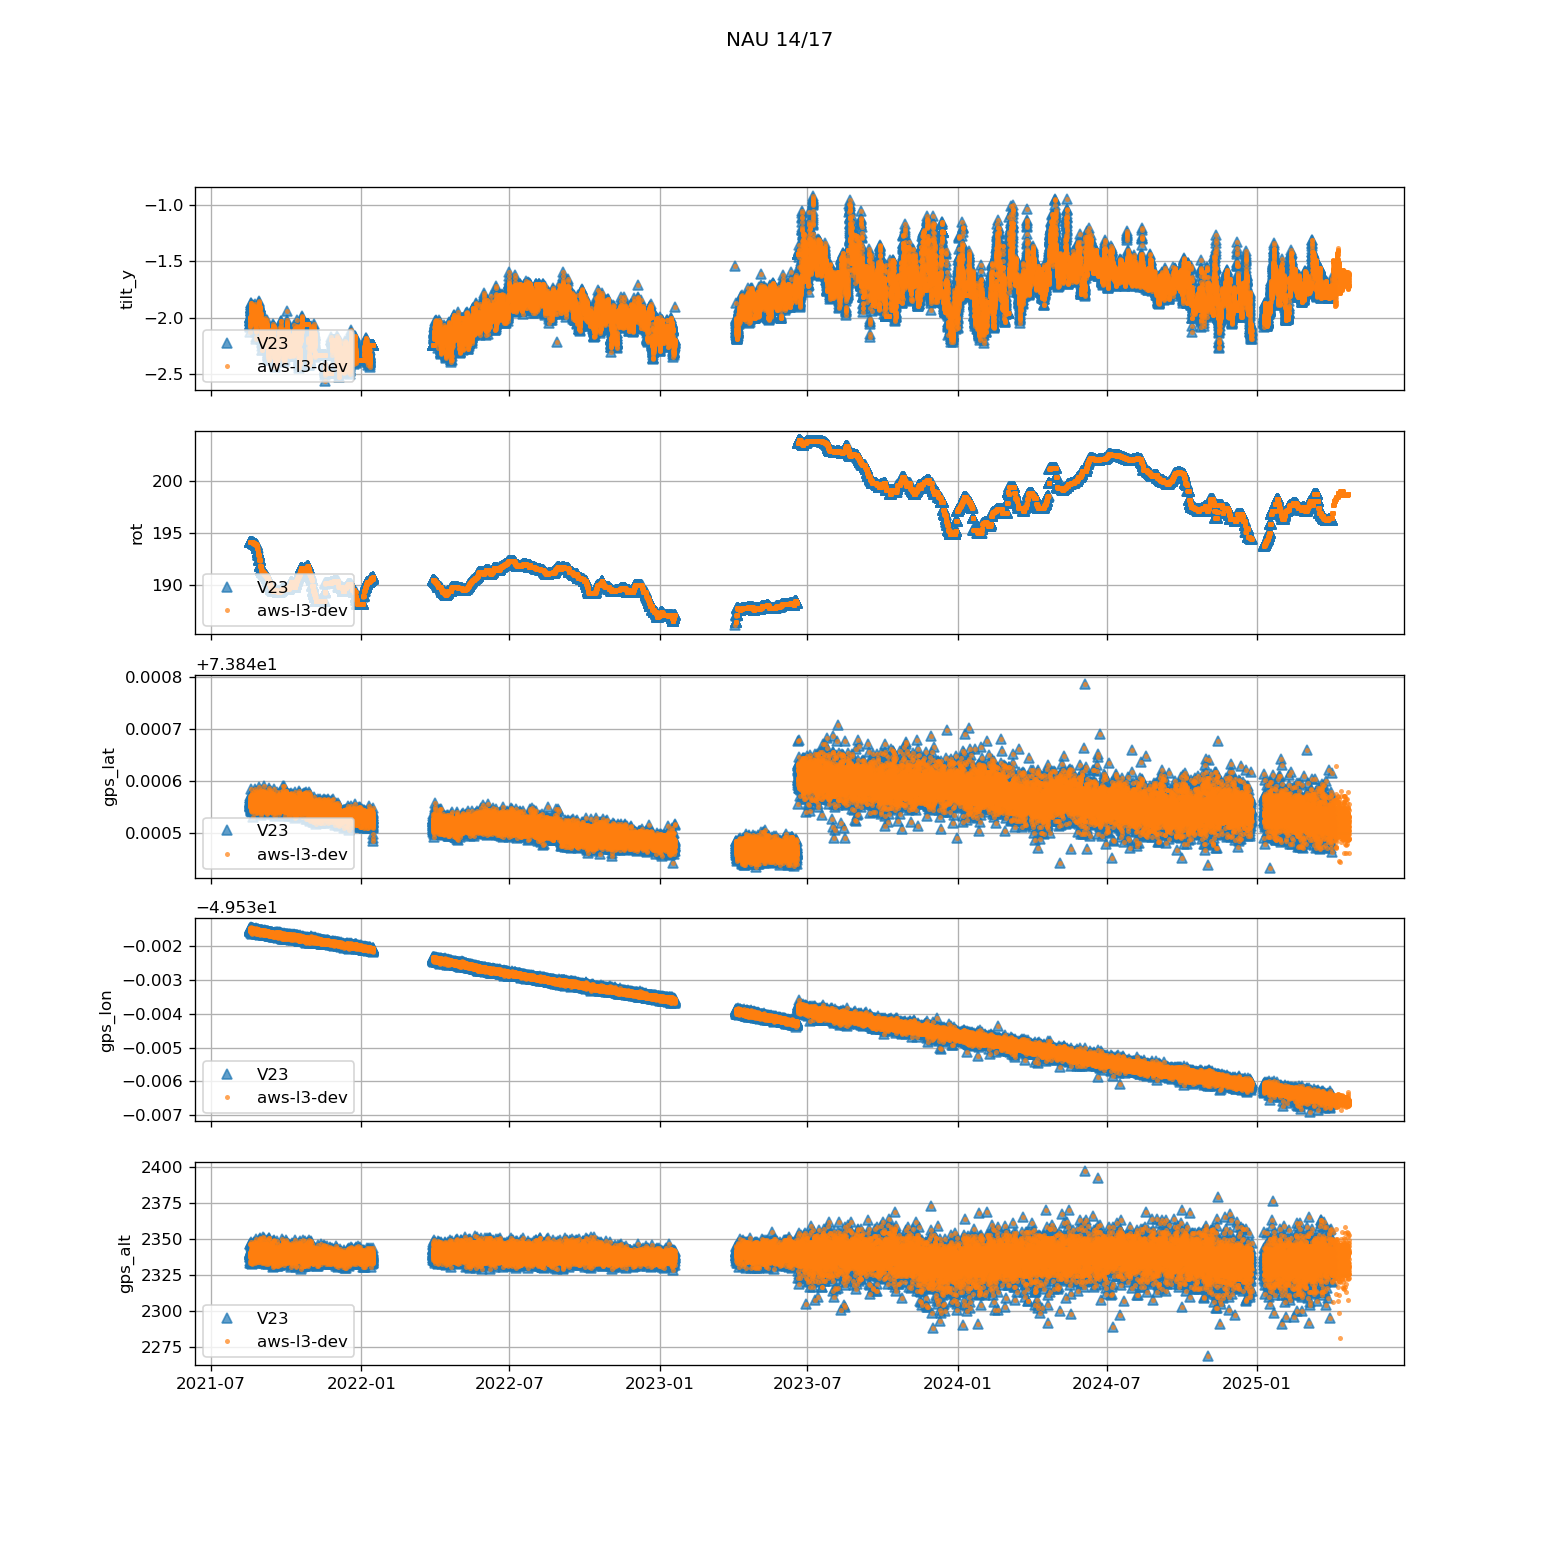 NAU 14/17
−1.0
−1.5
−2.0
−2.5
tilt_y
V23
aws-l3-dev
200
195
190
rot
V23
aws-l3-dev
+7.384e1
0.0008
0.0007
0.0006
0.0005
gps_lat
V23
aws-l3-dev
−4.953e1
−0.002
−0.003
−0.004
−0.005
−0.006
−0.007
gps_lon
V23
aws-l3-dev
2400
2375
2350
2325
2300
2275
gps_alt
V23
aws-l3-dev
2021-07 2022-01 2022-07 2023-01 2023-07 2024-01 2024-07 2025-01